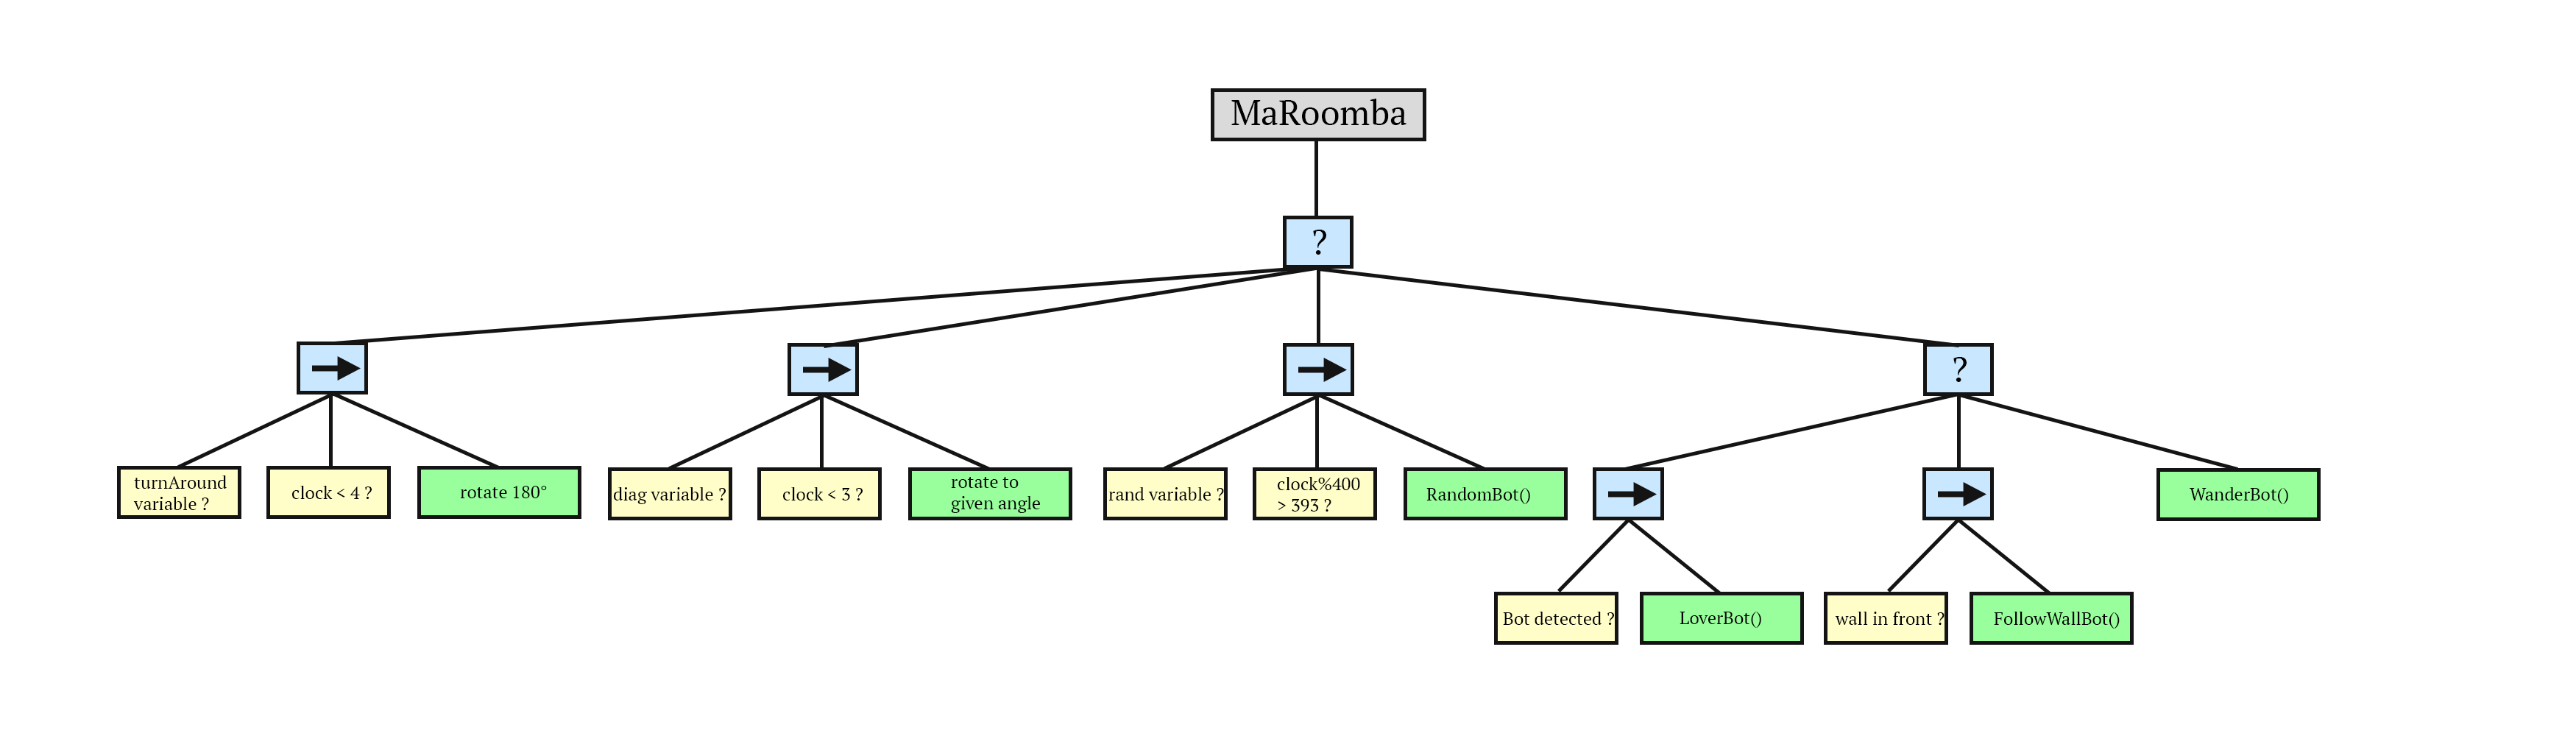 MaRoomba
?
?
turnAround
variable ?
clock < 4 ?
rotate 180°
diag variable ?
clock < 3 ?
rotate to
given angle
rand variable ?
clock%400
> 393 ?
RandomBot()
WanderBot()
Bot detected ?
LoverBot()
wall in front ?
FollowWallBot()